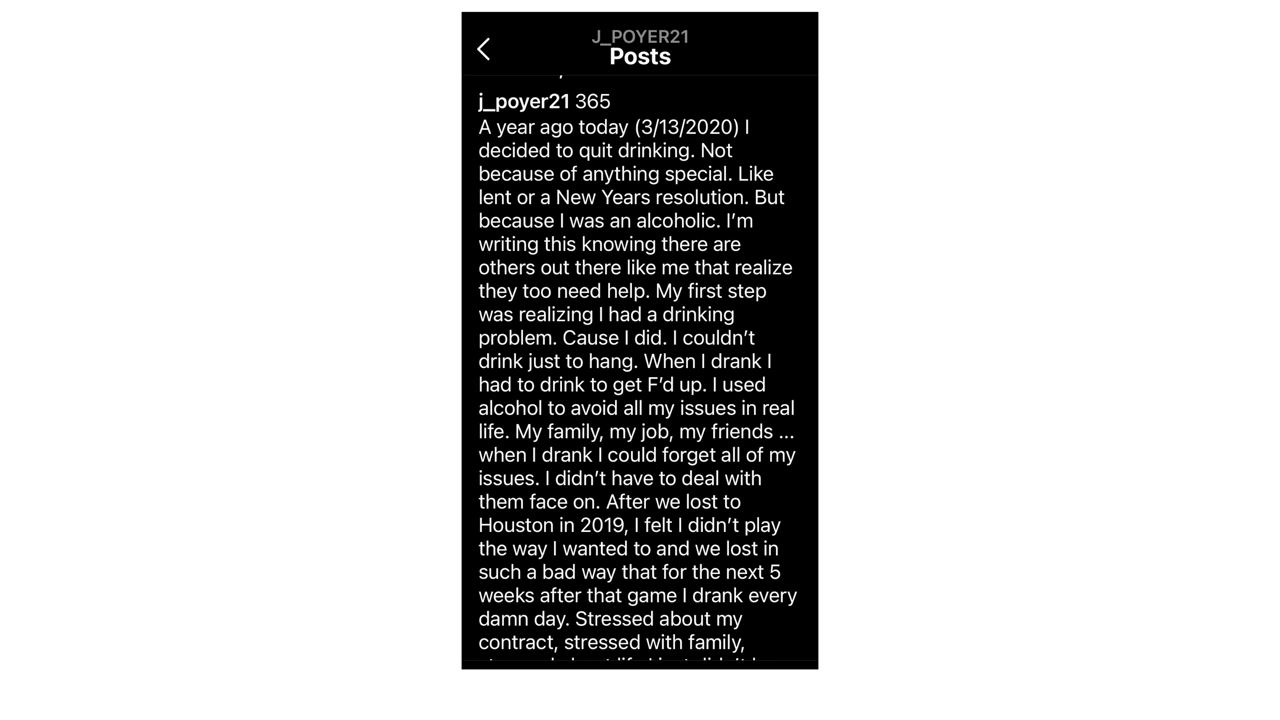 J_POYER21
Posts
j_poyer21 365
A year ago today (3/13/2020) I
decided to quit drinking. Not
because of anything special. Like
lent or a New Years resolution. But
because I was an alcoholic. I’m
writing this knowing there are
others out there like me that realize
they too need help. My first step
was realizing I had a drinking
problem. Cause I did. I couldn’t
drink just to hang. When I drank I
had to drink to get F’d up. I used
alcohol to avoid all my issues in real
life. My family, my job, my friends ...
when I drank I could forget all of my
issues. I didn’t have to deal with
them face on. After we lost to
Houston in 2019, I felt I didn’t play
the way I wanted to and we lost in
such a bad way that for the next 5
weeks after that game I drank every
damn day. Stressed about my
contract, stressed with family,